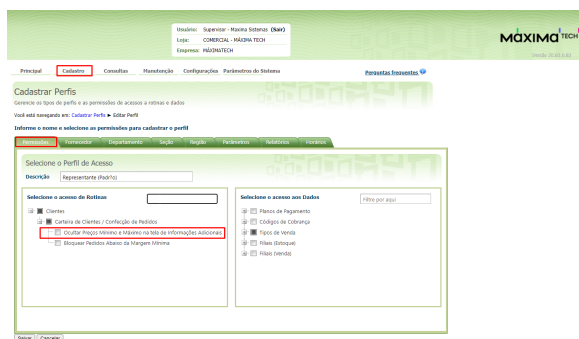 Usuário: Supervisor - Maxima Sistemas (Sair)
Loja: COMERCIAL - MÁXIMA TECH
Empresa: MÁXIMATECH
MÁXIMA TECH
Principal Cadastro Consultas Manutenção Configurações Parâmetros do Sistema Perguntas frequentes
Cadastrar Perfis
Gerencie os tipos de perfis e as permissões de acessos a rotinas e dados
Você está navegando em: Cadastrar Perfis ► Editar Perfil
Informe o nome e selecione as permissões para cadastrar o perfil
Permissões Fornecedor Departamento Seção Região Parâmetros Relatórios Horários
Selecione o Perfil de Acesso
Descrição Representante (Padrão)
Selecione o acesso de Rotinas
Clientes
Carteira de Clientes / Confecção de Pedidos
Ocultar Preços Mínimo e Máximo na tela de Informações Adicionais
Bloquear Pedidos Abaixo da Margem Minima
Selecione o acesso aos Dados Filtre por aqui
Planos de Pagamento
Códigos de Cobrança
Tipos de Venda
Filiais (Estoque)
Filiais (Venda)
Salvar Cancelar